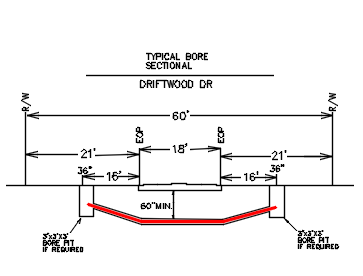 TYPICAL BORE
SECTIONAL
DRIFTWOOD DR
R/W
R/W
60'
EOP
EOP
18'
21'
21'
36"
36"
16'
16'
60"MIN.
3'x3'x3'
BORE PIT
IF REQUIRED
3'x3'x3'
BORE PIT
IF REQUIRED